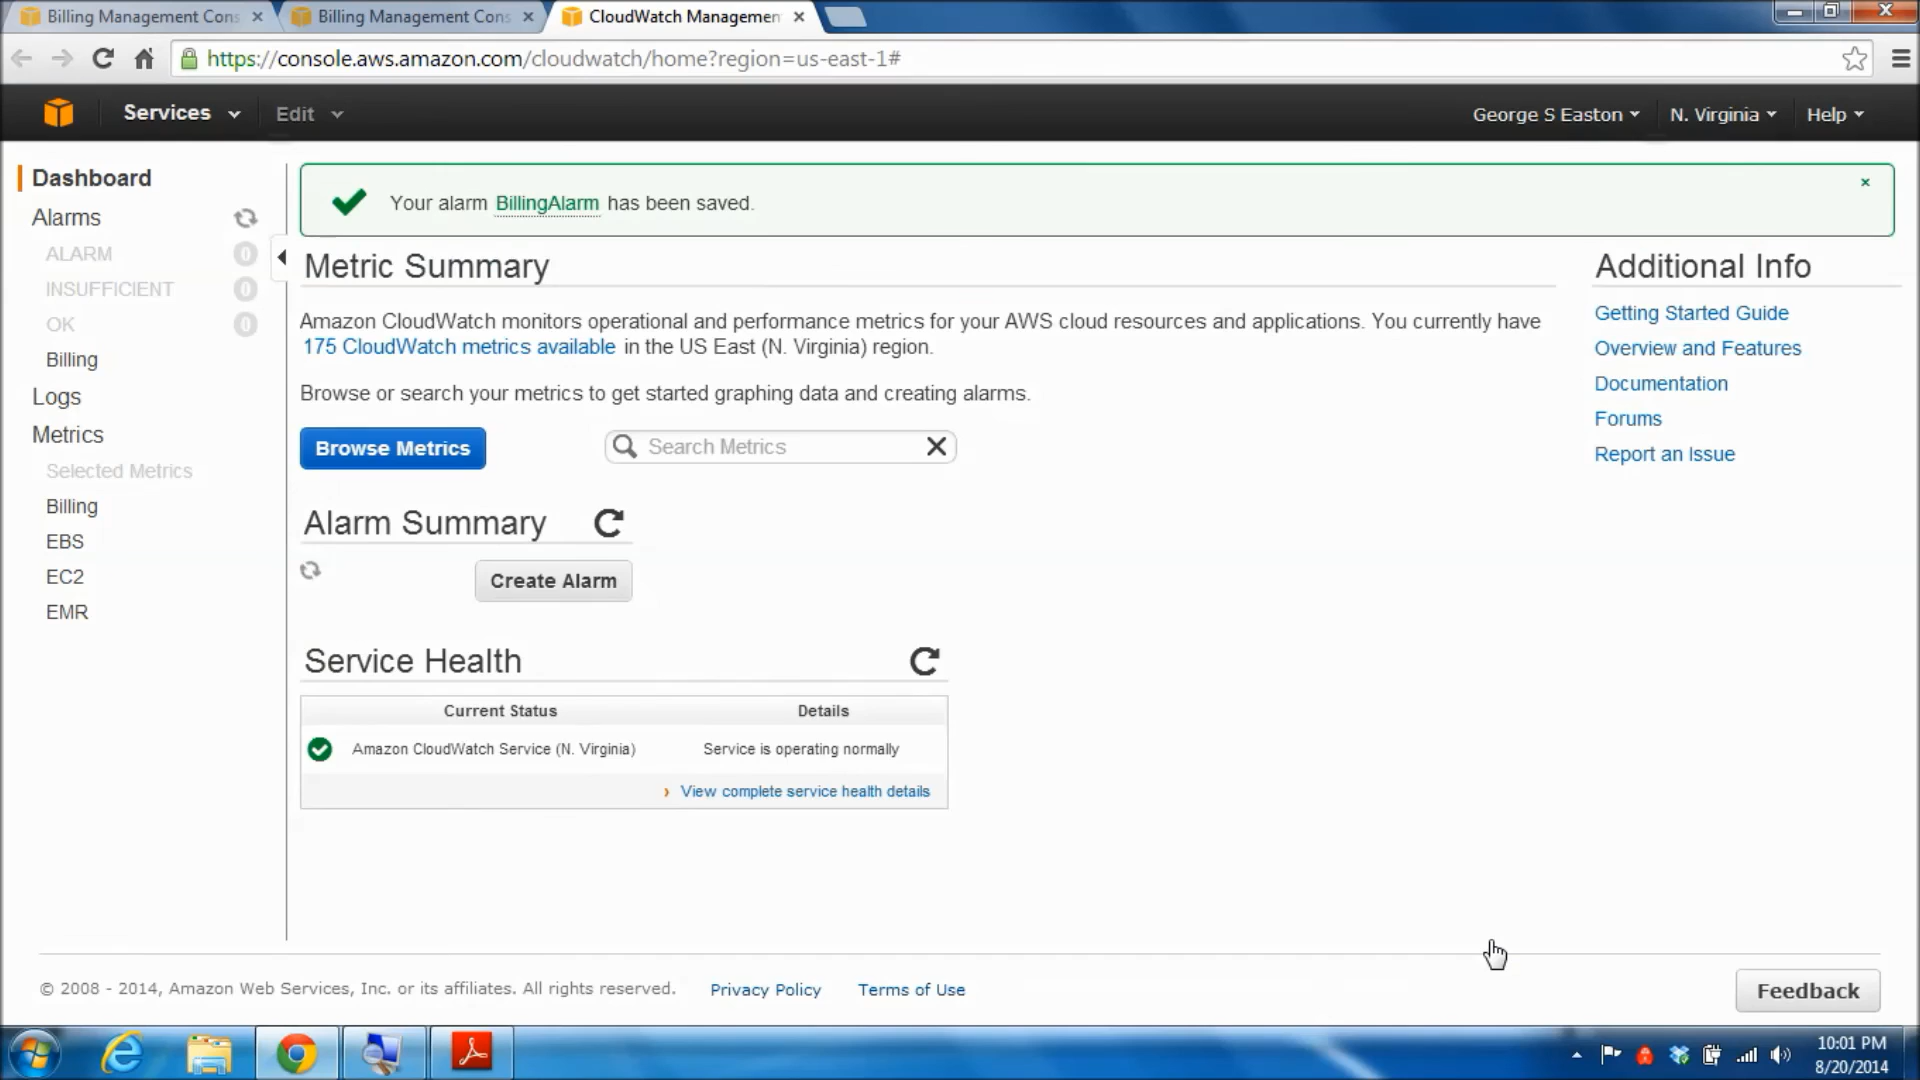 Billing Management Cons
Billing Management Cons
CloudWatch Managemen
https://console.aws.amazon.com/cloudwatch/home?region=us-east-1#
Services
Edit
George S Easton
N. Virginia
Help
Dashboard
Alarms
ALARM 0
INSUFFICIENT 0
OK 0
Billing
Logs
Metrics
Selected Metrics
Billing
EBS
EC2
EMR
Your alarm BillingAlarm has been saved.
Metric Summary
Amazon CloudWatch monitors operational and performance metrics for your AWS cloud resources and applications. You currently have
175 CloudWatch metrics available in the US East (N. Virginia) region.
Browse or search your metrics to get started graphing data and creating alarms.
Browse Metrics
Search Metrics
Alarm Summary
Create Alarm
Service Health
Current Status Details
Amazon CloudWatch Service (N. Virginia) Service is operating normally
View complete service health details
Additional Info
Getting Started Guide
Overview and Features
Documentation
Forums
Report an Issue
© 2008 - 2014, Amazon Web Services, Inc. or its affiliates. All rights reserved. Privacy Policy Terms of Use
Feedback
10:01 PM
8/20/2014